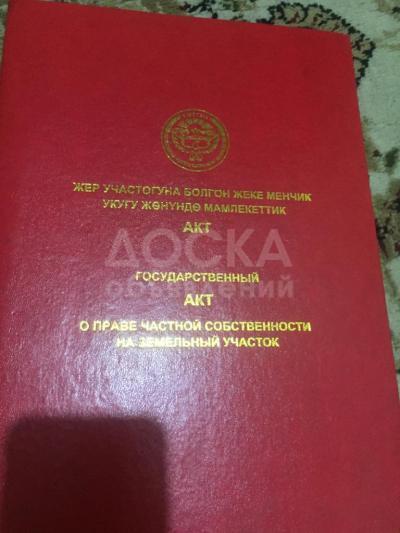 ЖЕР УЧАСТОГУНА БОЛГОН ЖЕКЕ МЕНЧИК
УКУГУ ЖӨНҮНДӨ МАМЛЕКЕТТИК
АКТ
ДОСКА
ОБЪЯВЛЕНИЙ
ГОСУДАРСТВЕННЫЙ
АКТ
О ПРАВЕ ЧАСТНОЙ СОБСТВЕННОСТИ
НА ЗЕМЕЛЬНЫЙ УЧАСТОК